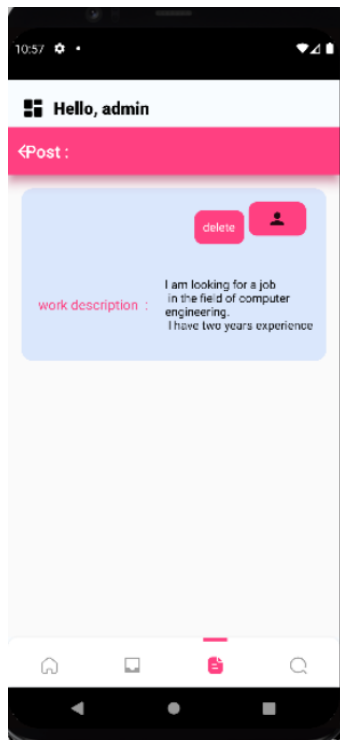 10:57
Hello, admin
Post :
delete
work description :
I am looking for a job
in the field of computer
engineering.
I have two years experience